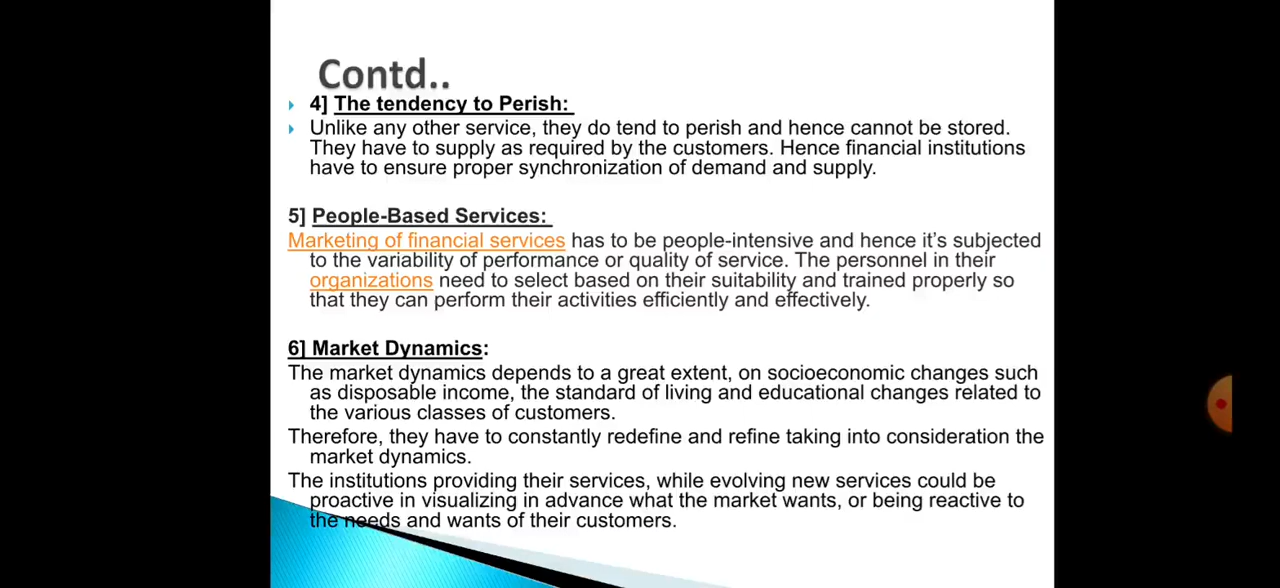 Contd..
4] The tendency to Perish:
Unlike any other service, they do tend to perish and hence cannot be stored.
They have to supply as required by the customers. Hence financial institutions
have to ensure proper synchronization of demand and supply.
5] People-Based Services:
Marketing of financial services has to be people-intensive and hence it's subjected
to the variability of performance or quality of service. The personnel in their
organizations need to select based on their suitability and trained properly so
that they can perform their activities efficiently and effectively.
6] Market Dynamics:
The market dynamics depends to a great extent, on socioeconomic changes such
as disposable income, the standard of living and educational changes related to
the various classes of customers.
Therefore, they have to constantly redefine and refine taking into consideration the
market dynamics.
The institutions providing their services, while evolving new services could be
proactive in visualizing in advance what the market wants, or being reactive to
the needs and wants of their customers.